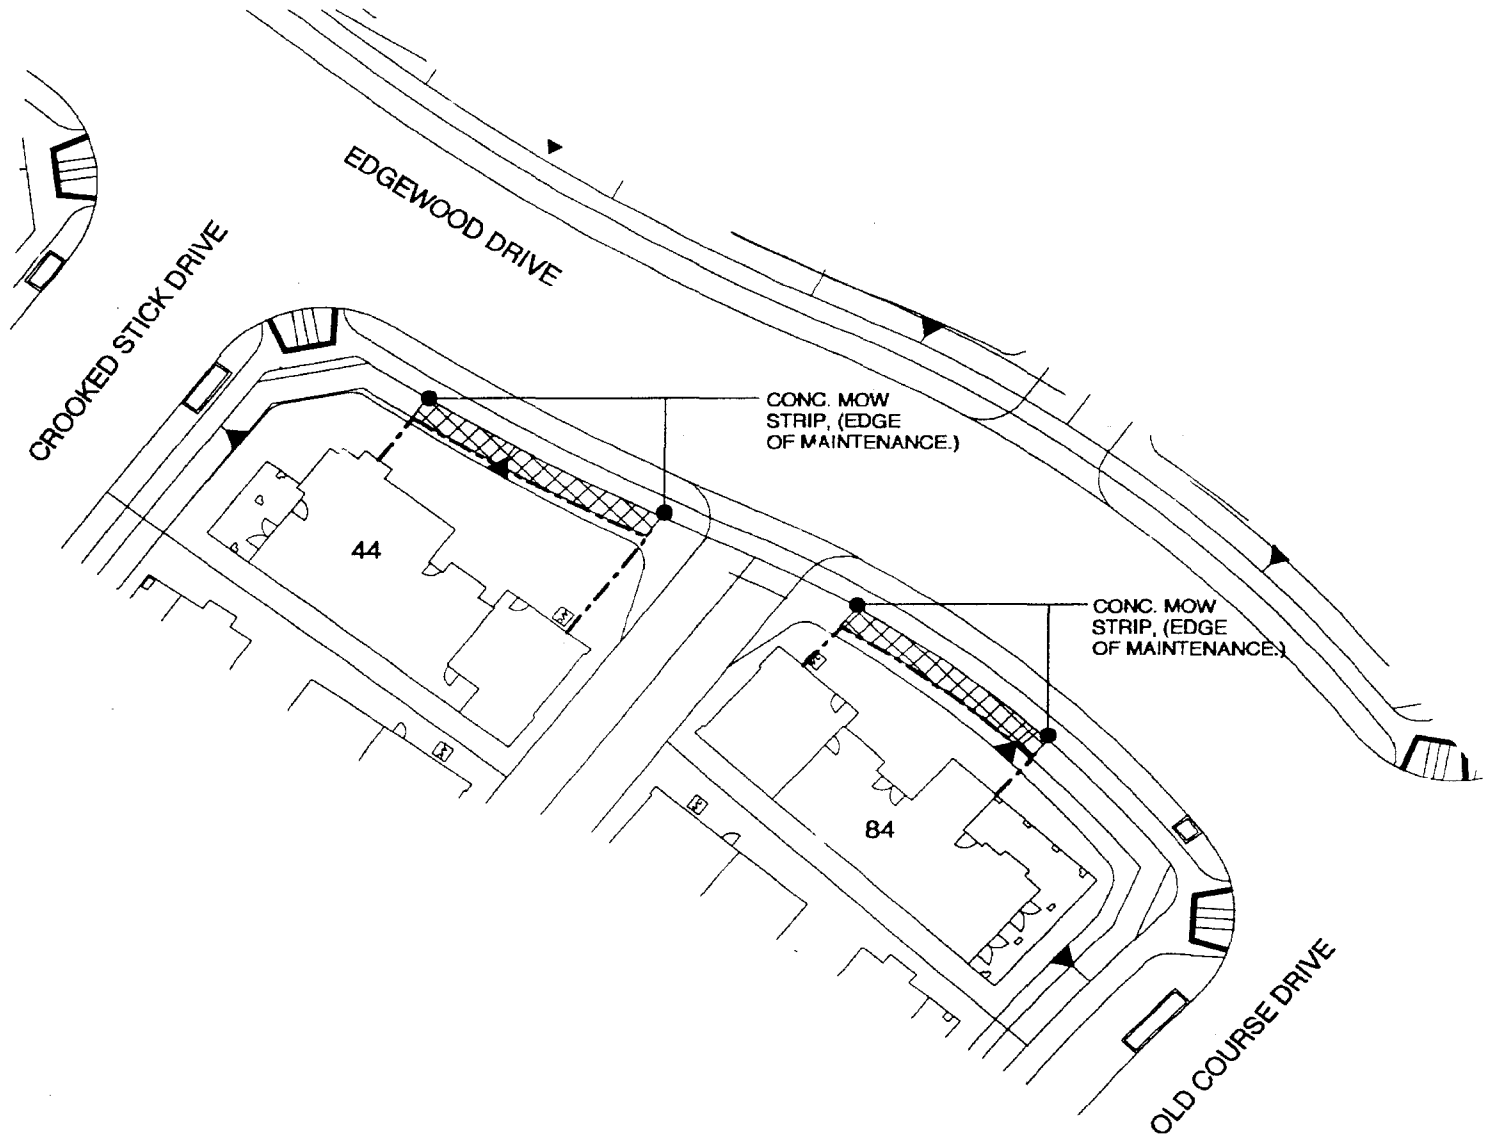 EDGEWOOD DRIVE
CROOKED STICK DRIVE
CONC. MOW
STRIP, (EDGE
OF MAINTENANCE.)
44
CONC. MOW
STRIP, (EDGE
OF MAINTENANCE.)
84
OLD COURSE DRIVE